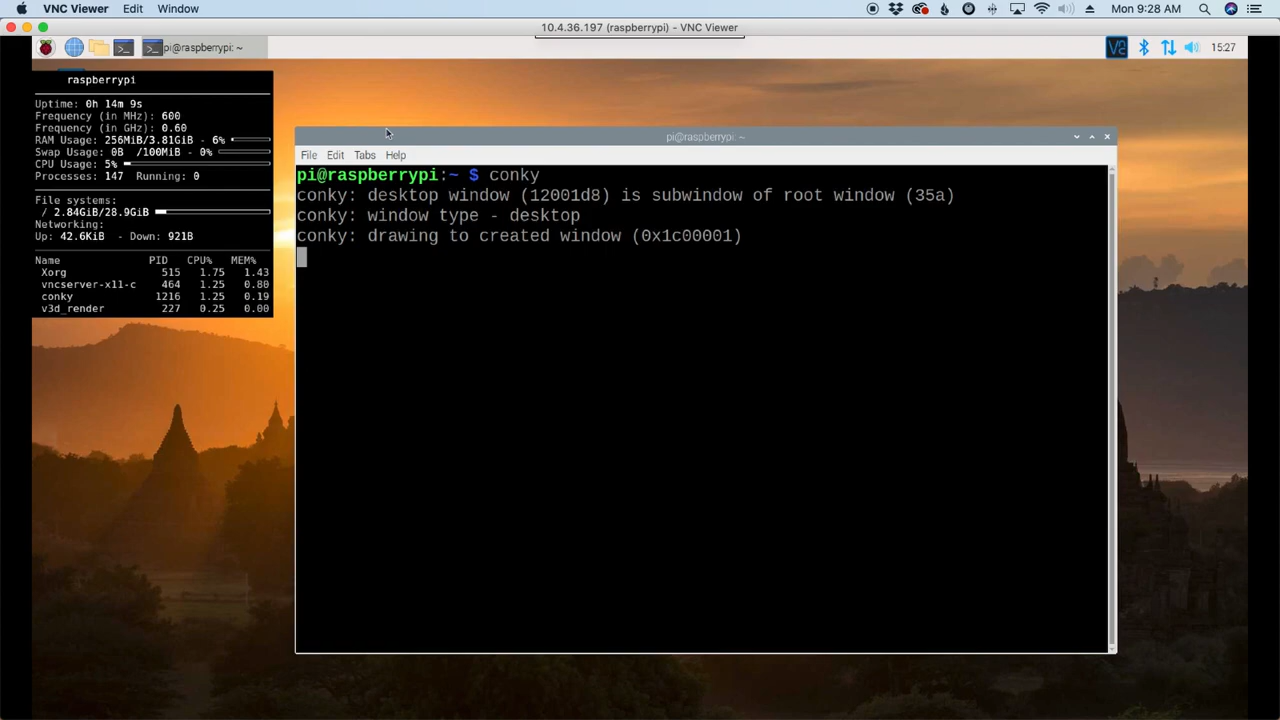 VNC Viewer Edit Window Mon 9:28 AM
10.4.36.197 (raspberrypi) - VNC Viewer
pi@raspberrypi: ~ 15:27
raspberrypi
Uptime: 0h 14m 9s
Frequency (in MHz): 600
Frequency (in GHz): 0.60
RAM Usage: 256MiB/3.81GiB - 6%
Swap Usage: 0B /100MiB - 0%
CPU Usage: 5%
Processes: 147 Running: 0
File systems:
/ 2.84GiB/28.9GiB
Networking:
Up: 42.6KiB - Down: 921B
Name PID CPU% MEM%
Xorg 515 1.75 1.43
vncserver-x11-c 464 1.25 0.80
conky 1216 1.25 0.19
v3d_render 227 0.25 0.00
pi@raspberrypi: ~
File Edit Tabs Help
pi@raspberrypi:~ $ conky
conky: desktop window (12001d8) is subwindow of root window (35a)
conky: window type - desktop
conky: drawing to created window (0x1c00001)